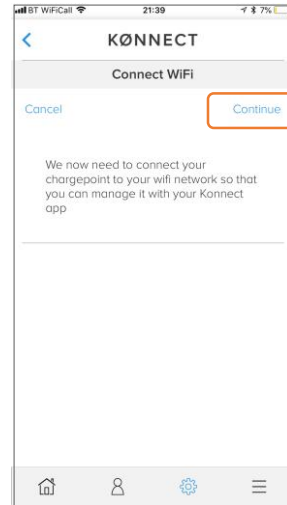 BT WiFiCall 21:39 7%
KØNNECT
Connect WiFi
Cancel Continue
We now need to connect your
chargepoint to your wifi network so that
you can manage it with your Konnect
app